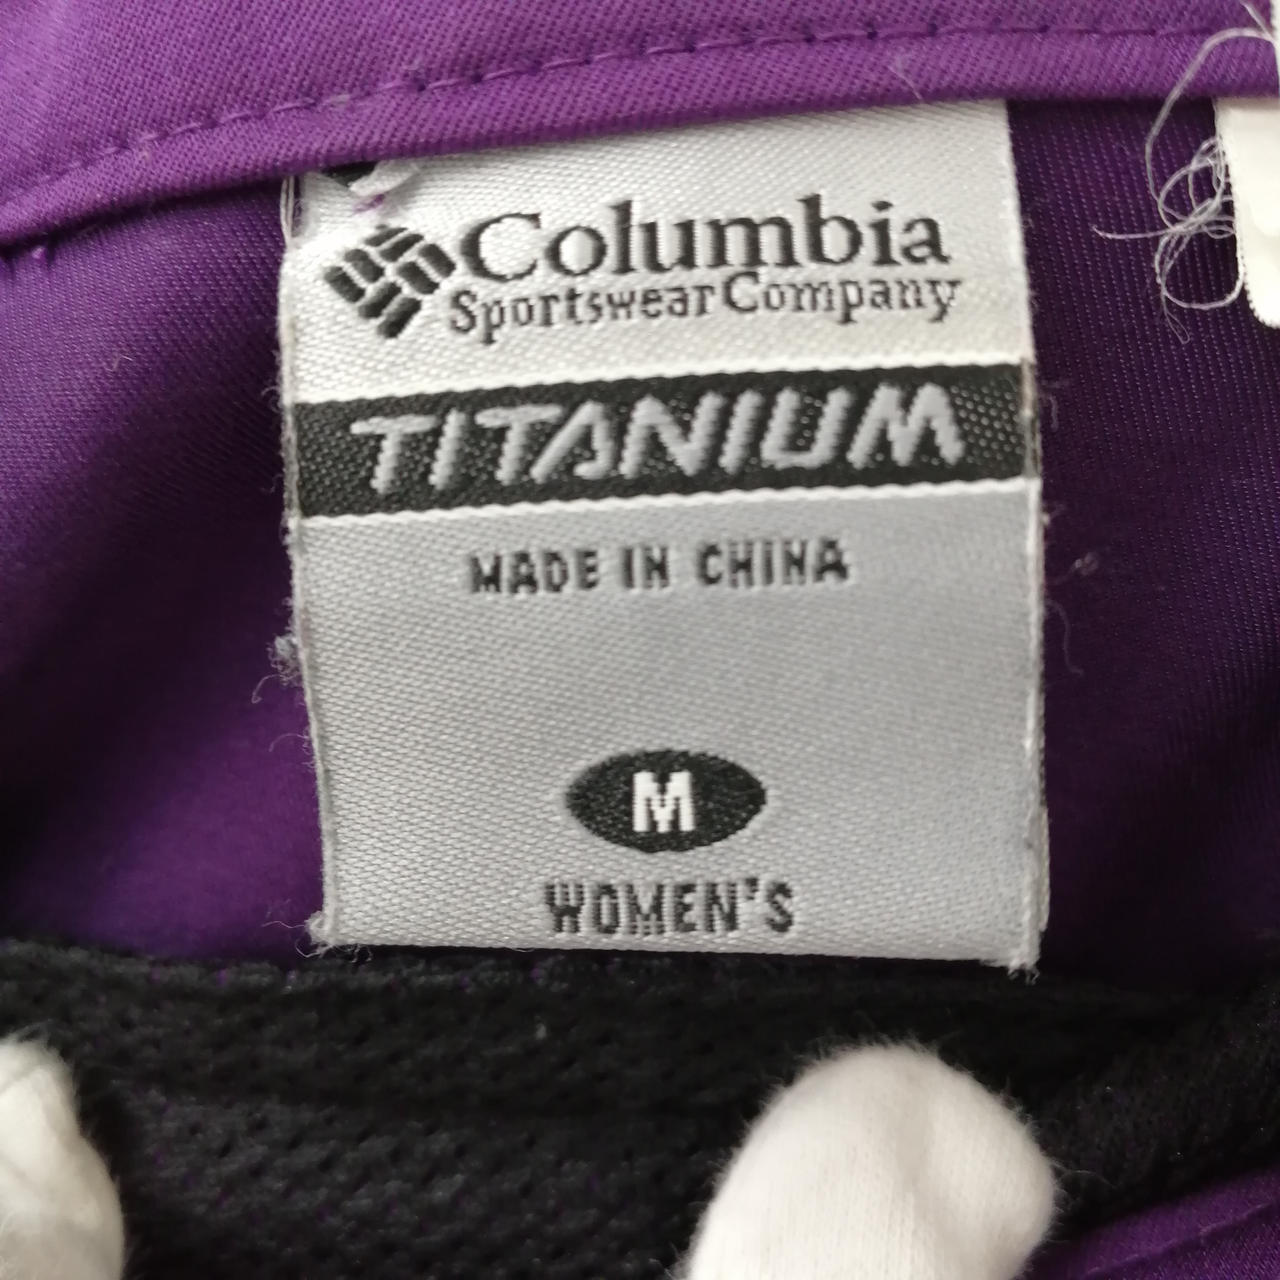 Columbia
Sportswear Company
TITANIUM
MADE IN CHINA
M
WOMEN'S